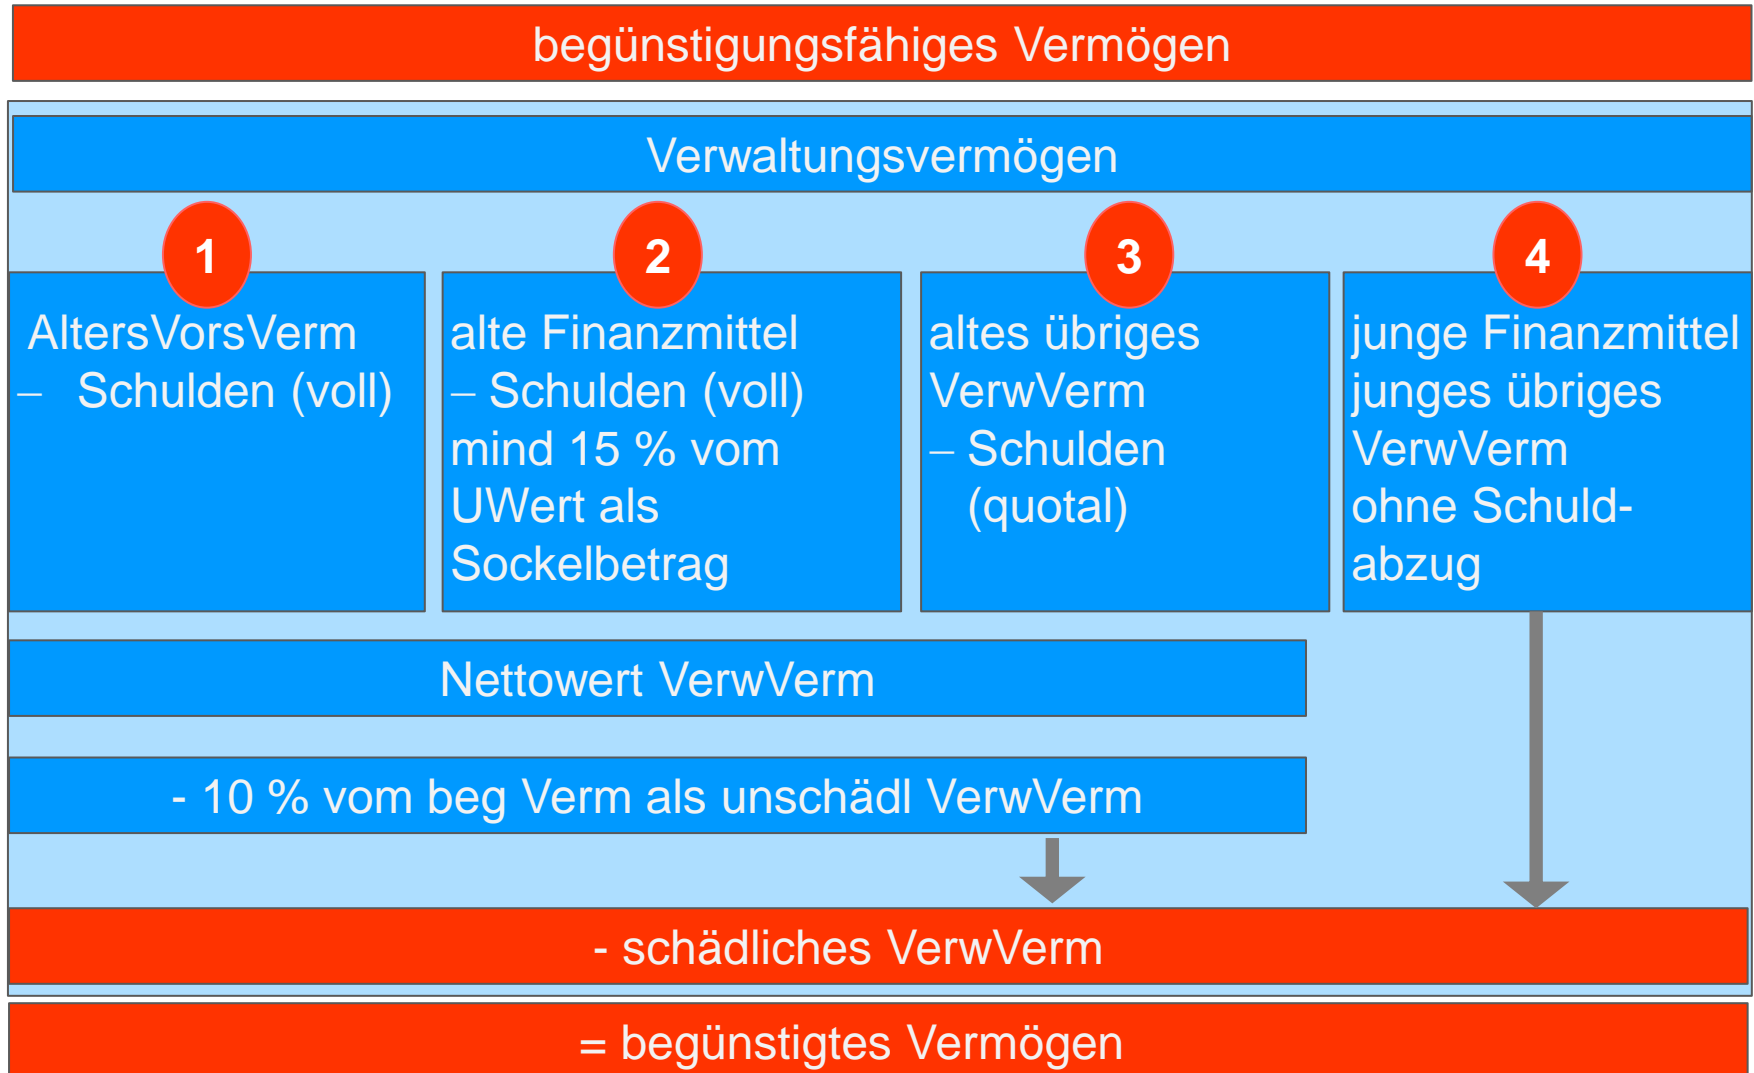 begünstigungsfähiges Vermögen
Verwaltungsvermögen
1
AltersVorsVerm
– Schulden (voll)
2
alte Finanzmittel
– Schulden (voll)
mind 15 % vom
UWert als
Sockelbetrag
3
altes übriges
VerwVerm
– Schulden
(quotal)
4
junge Finanzmittel
junges übriges
VerwVerm
ohne Schuld-
abzug
Nettowert VerwVerm
- 10 % vom beg Verm als unschädl VerwVerm
- schädliches VerwVerm
= begünstigtes Vermögen